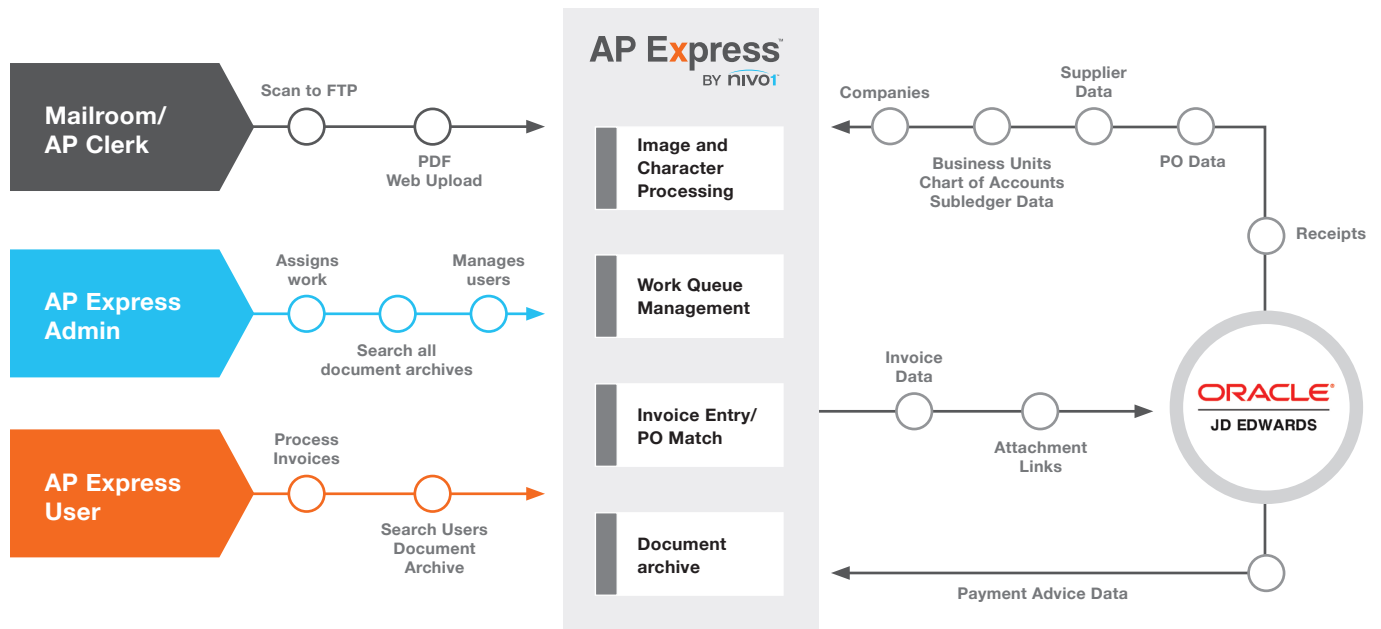 Mailroom/
AP Clerk
Scan to FTP
PDF
Web Upload
AP Express
Admin
Assigns
work
Search all
document archives
Manages
users
AP Express
User
Process
Invoices
Search Users
Document
Archive
AP Express™
BY nivo1
Image and
Character
Processing
Work Queue
Management
Invoice Entry/
PO Match
Document
archive
Companies
Business Units
Chart of Accounts
Subledger Data
Supplier
Data
PO Data
Receipts
Invoice
Data
Attachment
Links
ORACLE®
JD EDWARDS
Payment Advice Data